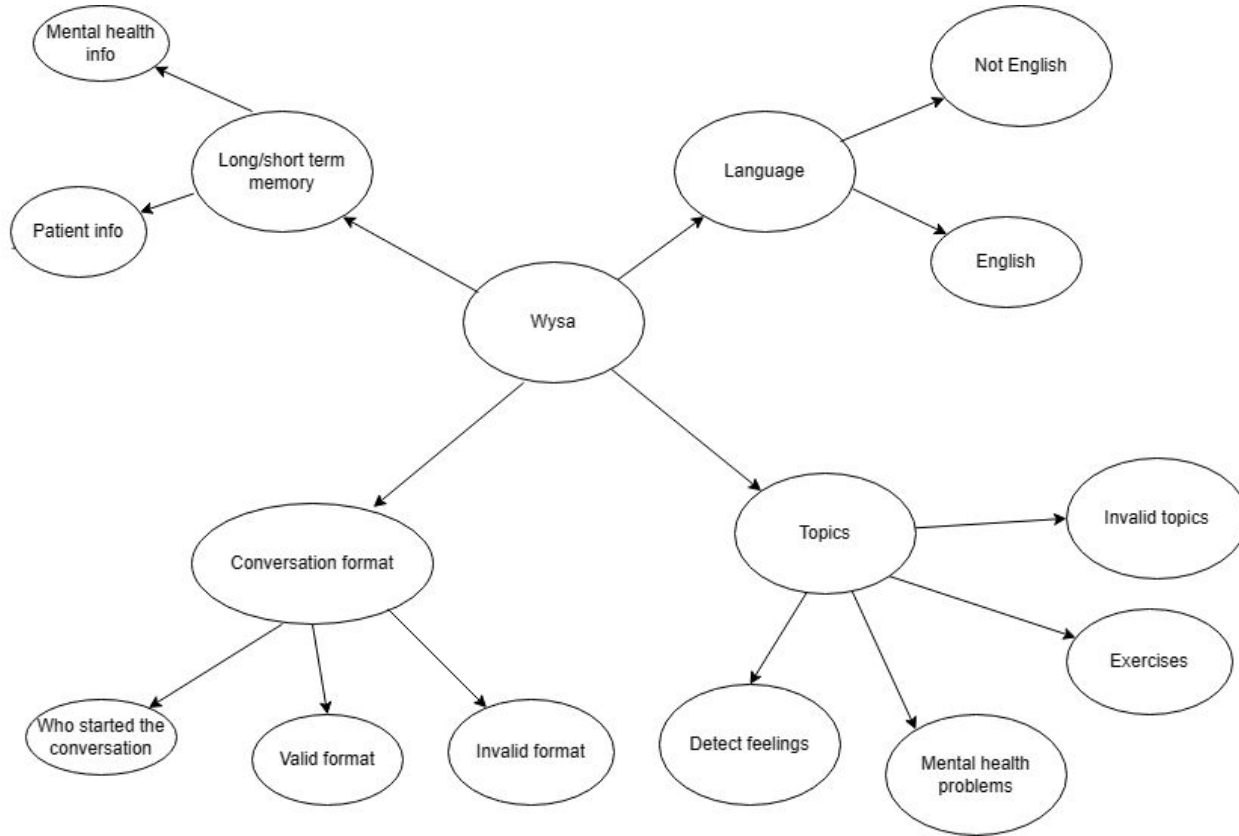 Mental health
info
Not English
Long/short term
memory
Language
Patient info
English
Wysa
Invalid topics
Topics
Conversation format
Exercises
Who started the
conversation
Valid format
Invalid format
Detect feelings
Mental health
problems